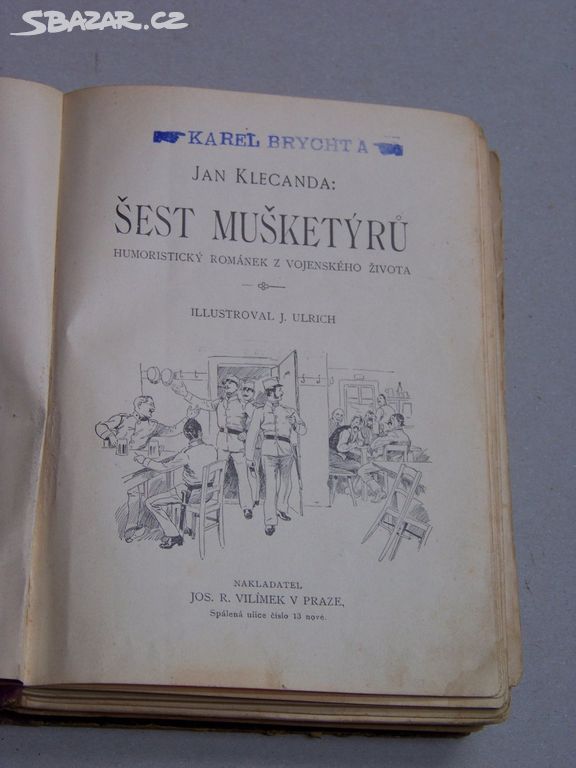 SBAZAR.CZ
KAREL BRYCHTA
JAN KLECANDA:
ŠEST MUŠKETÝRŮ
HUMORISTICKÝ ROMÁNEK Z VOJENSKÉHO ŽIVOTA
ILLUSTROVAL J. ULRICH
NAKLADATEL
JOS. R. VILÍMEK V PRAZE,
Spálená ulice číslo 13 nové.